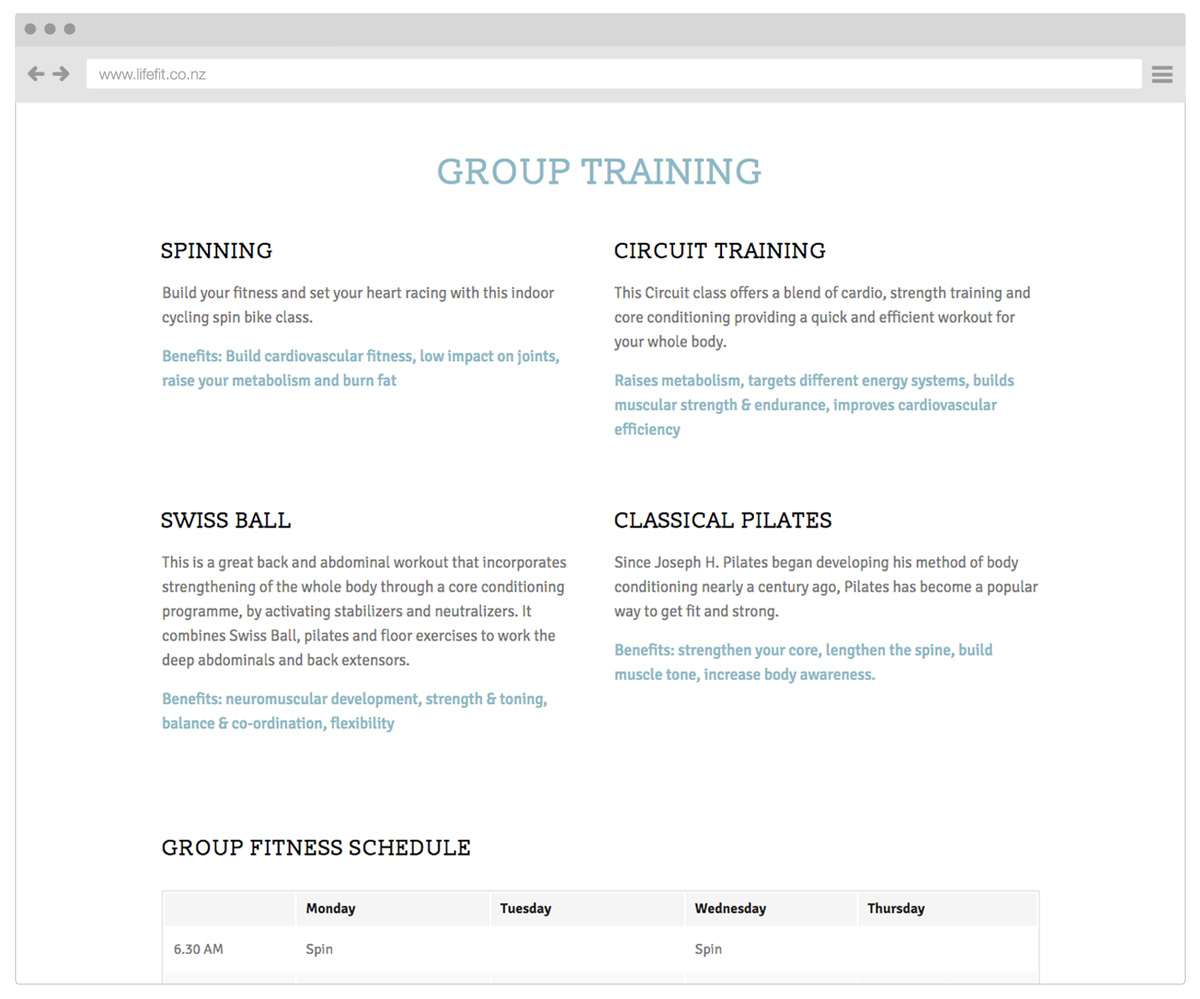 www.lifefit.co.nz
GROUP TRAINING
SPINNING
Build your fitness and set your heart racing with this indoor
cycling spin bike class.
Benefits: Build cardiovascular fitness, low impact on joints,
raise your metabolism and burn fat
CIRCUIT TRAINING
This Circuit class offers a blend of cardio, strength training and
core conditioning providing a quick and efficient workout for
your whole body.
Raises metabolism, targets different energy systems, builds
muscular strength & endurance, improves cardiovascular
efficiency
SWISS BALL
This is a great back and abdominal workout that incorporates
strengthening of the whole body through a core conditioning
programme, by activating stabilizers and neutralizers. It
combines Swiss Ball, pilates and floor exercises to work the
deep abdominals and back extensors.
Benefits: neuromuscular development, strength & toning,
balance & co-ordination, flexibility
CLASSICAL PILATES
Since Joseph H. Pilates began developing his method of body
conditioning nearly a century ago, Pilates has become a popular
way to get fit and strong.
Benefits: strengthen your core, lengthen the spine, build
muscle tone, increase body awareness.
GROUP FITNESS SCHEDULE
Monday Tuesday Wednesday Thursday
6.30 AM Spin Spin